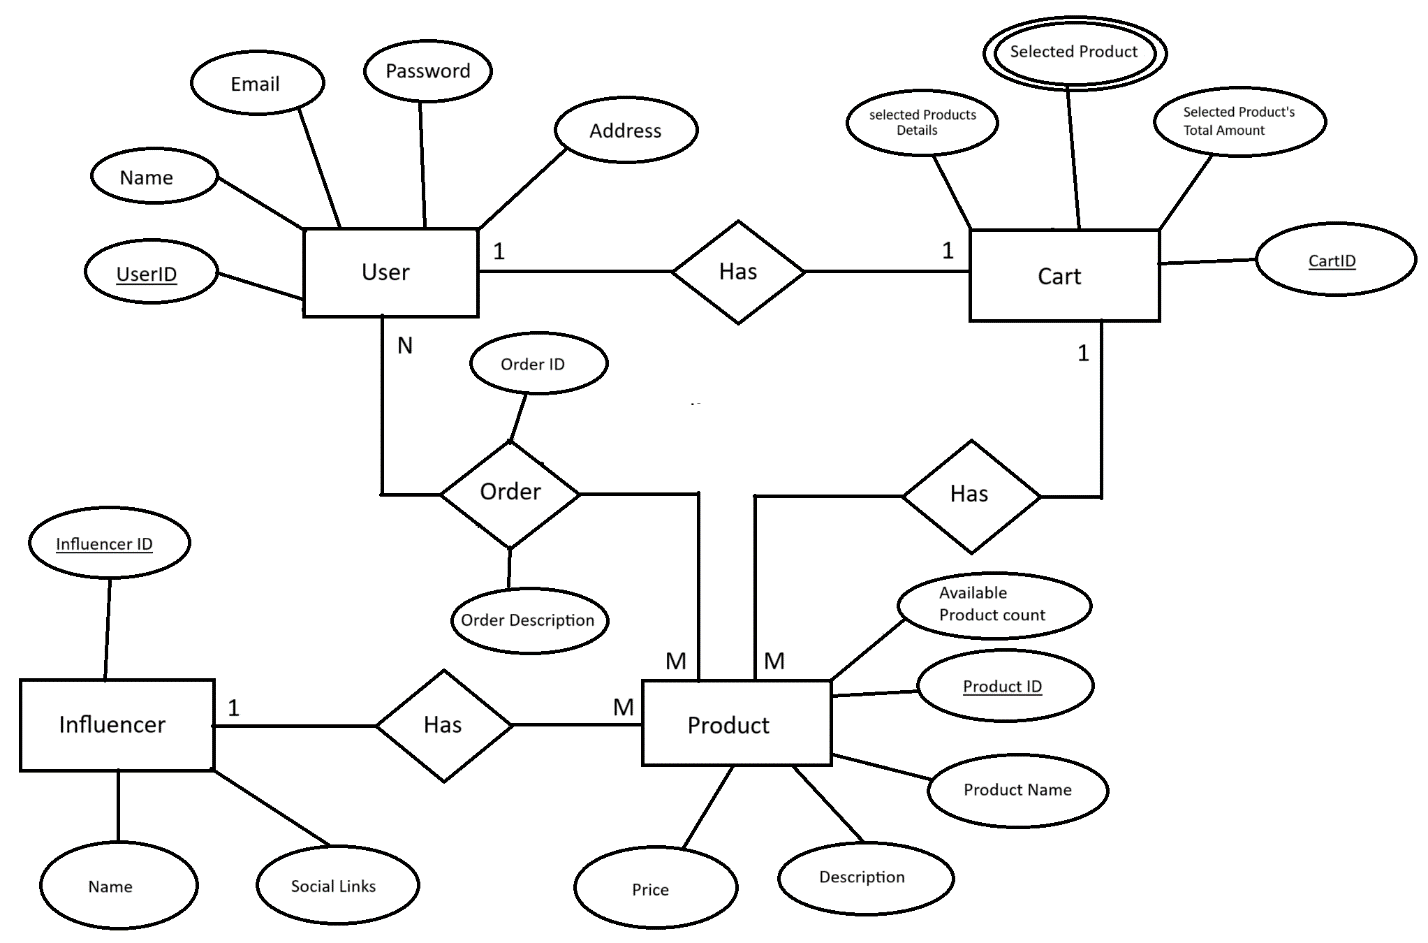 Selected Product
Email
Password
Address
selected Products
Details
Selected Product's
Total Amount
Name
UserID
User
1
Has
1
Cart
CartID
N
Order ID
1
Order
Has
Influencer ID
Order Description
Available
Product count
M
M
Product ID
Influencer
1
Has
M
Product
Product Name
Name
Social Links
Price
Description